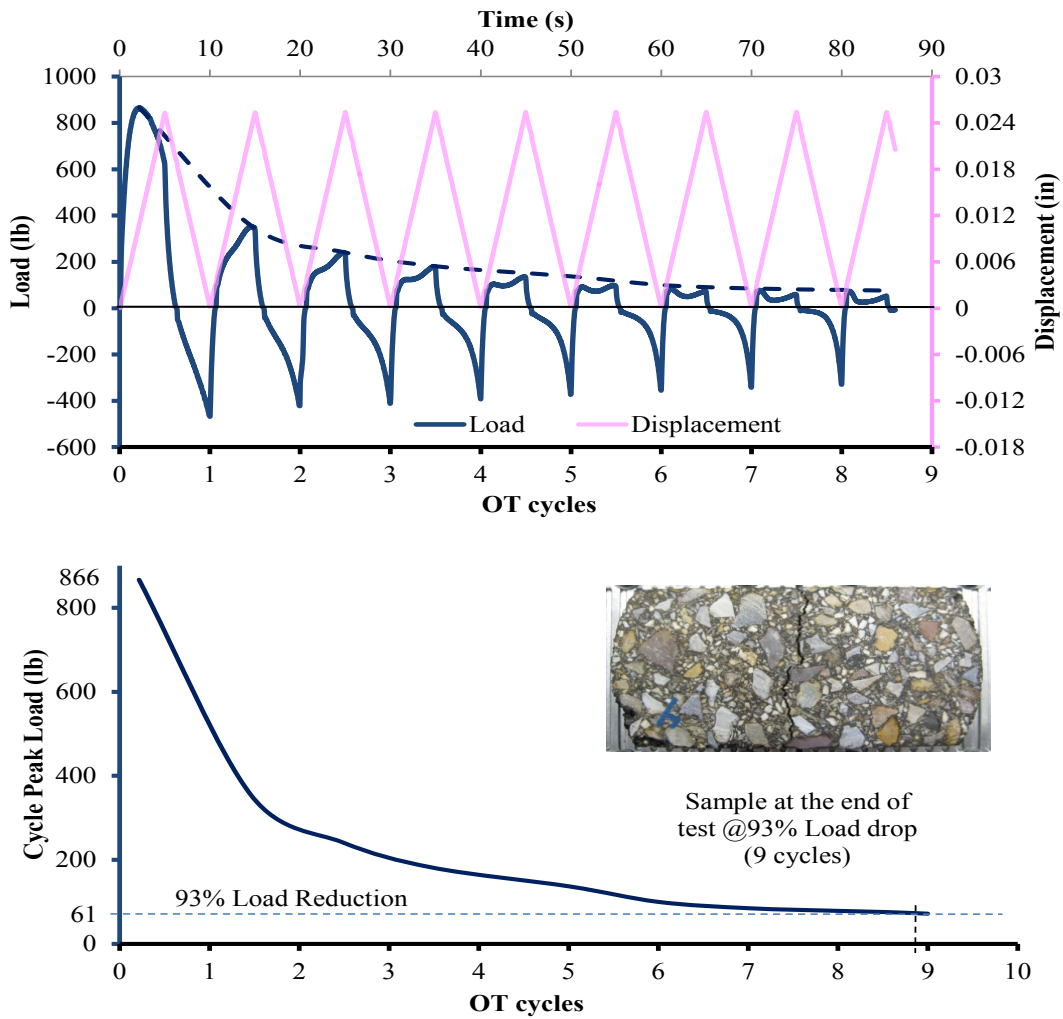 Time (s)
0 10 20 30 40 50 60 70 80 90
1000
800
600
400
200
0
-200
-400
-600
Load (lb)
0.03
0.024
0.018
0.012
0.006
0
-0.006
-0.012
-0.018
Displacement (in)
Load Displacement
0 1 2 3 4 5 6 7 8 9
OT cycles
866
800
600
400
200
61
0
Cycle Peak Load (lb)
Sample at the end of
test @93% Load drop
(9 cycles)
93% Load Reduction
0 1 2 3 4 5 6 7 8 9 10
OT cycles